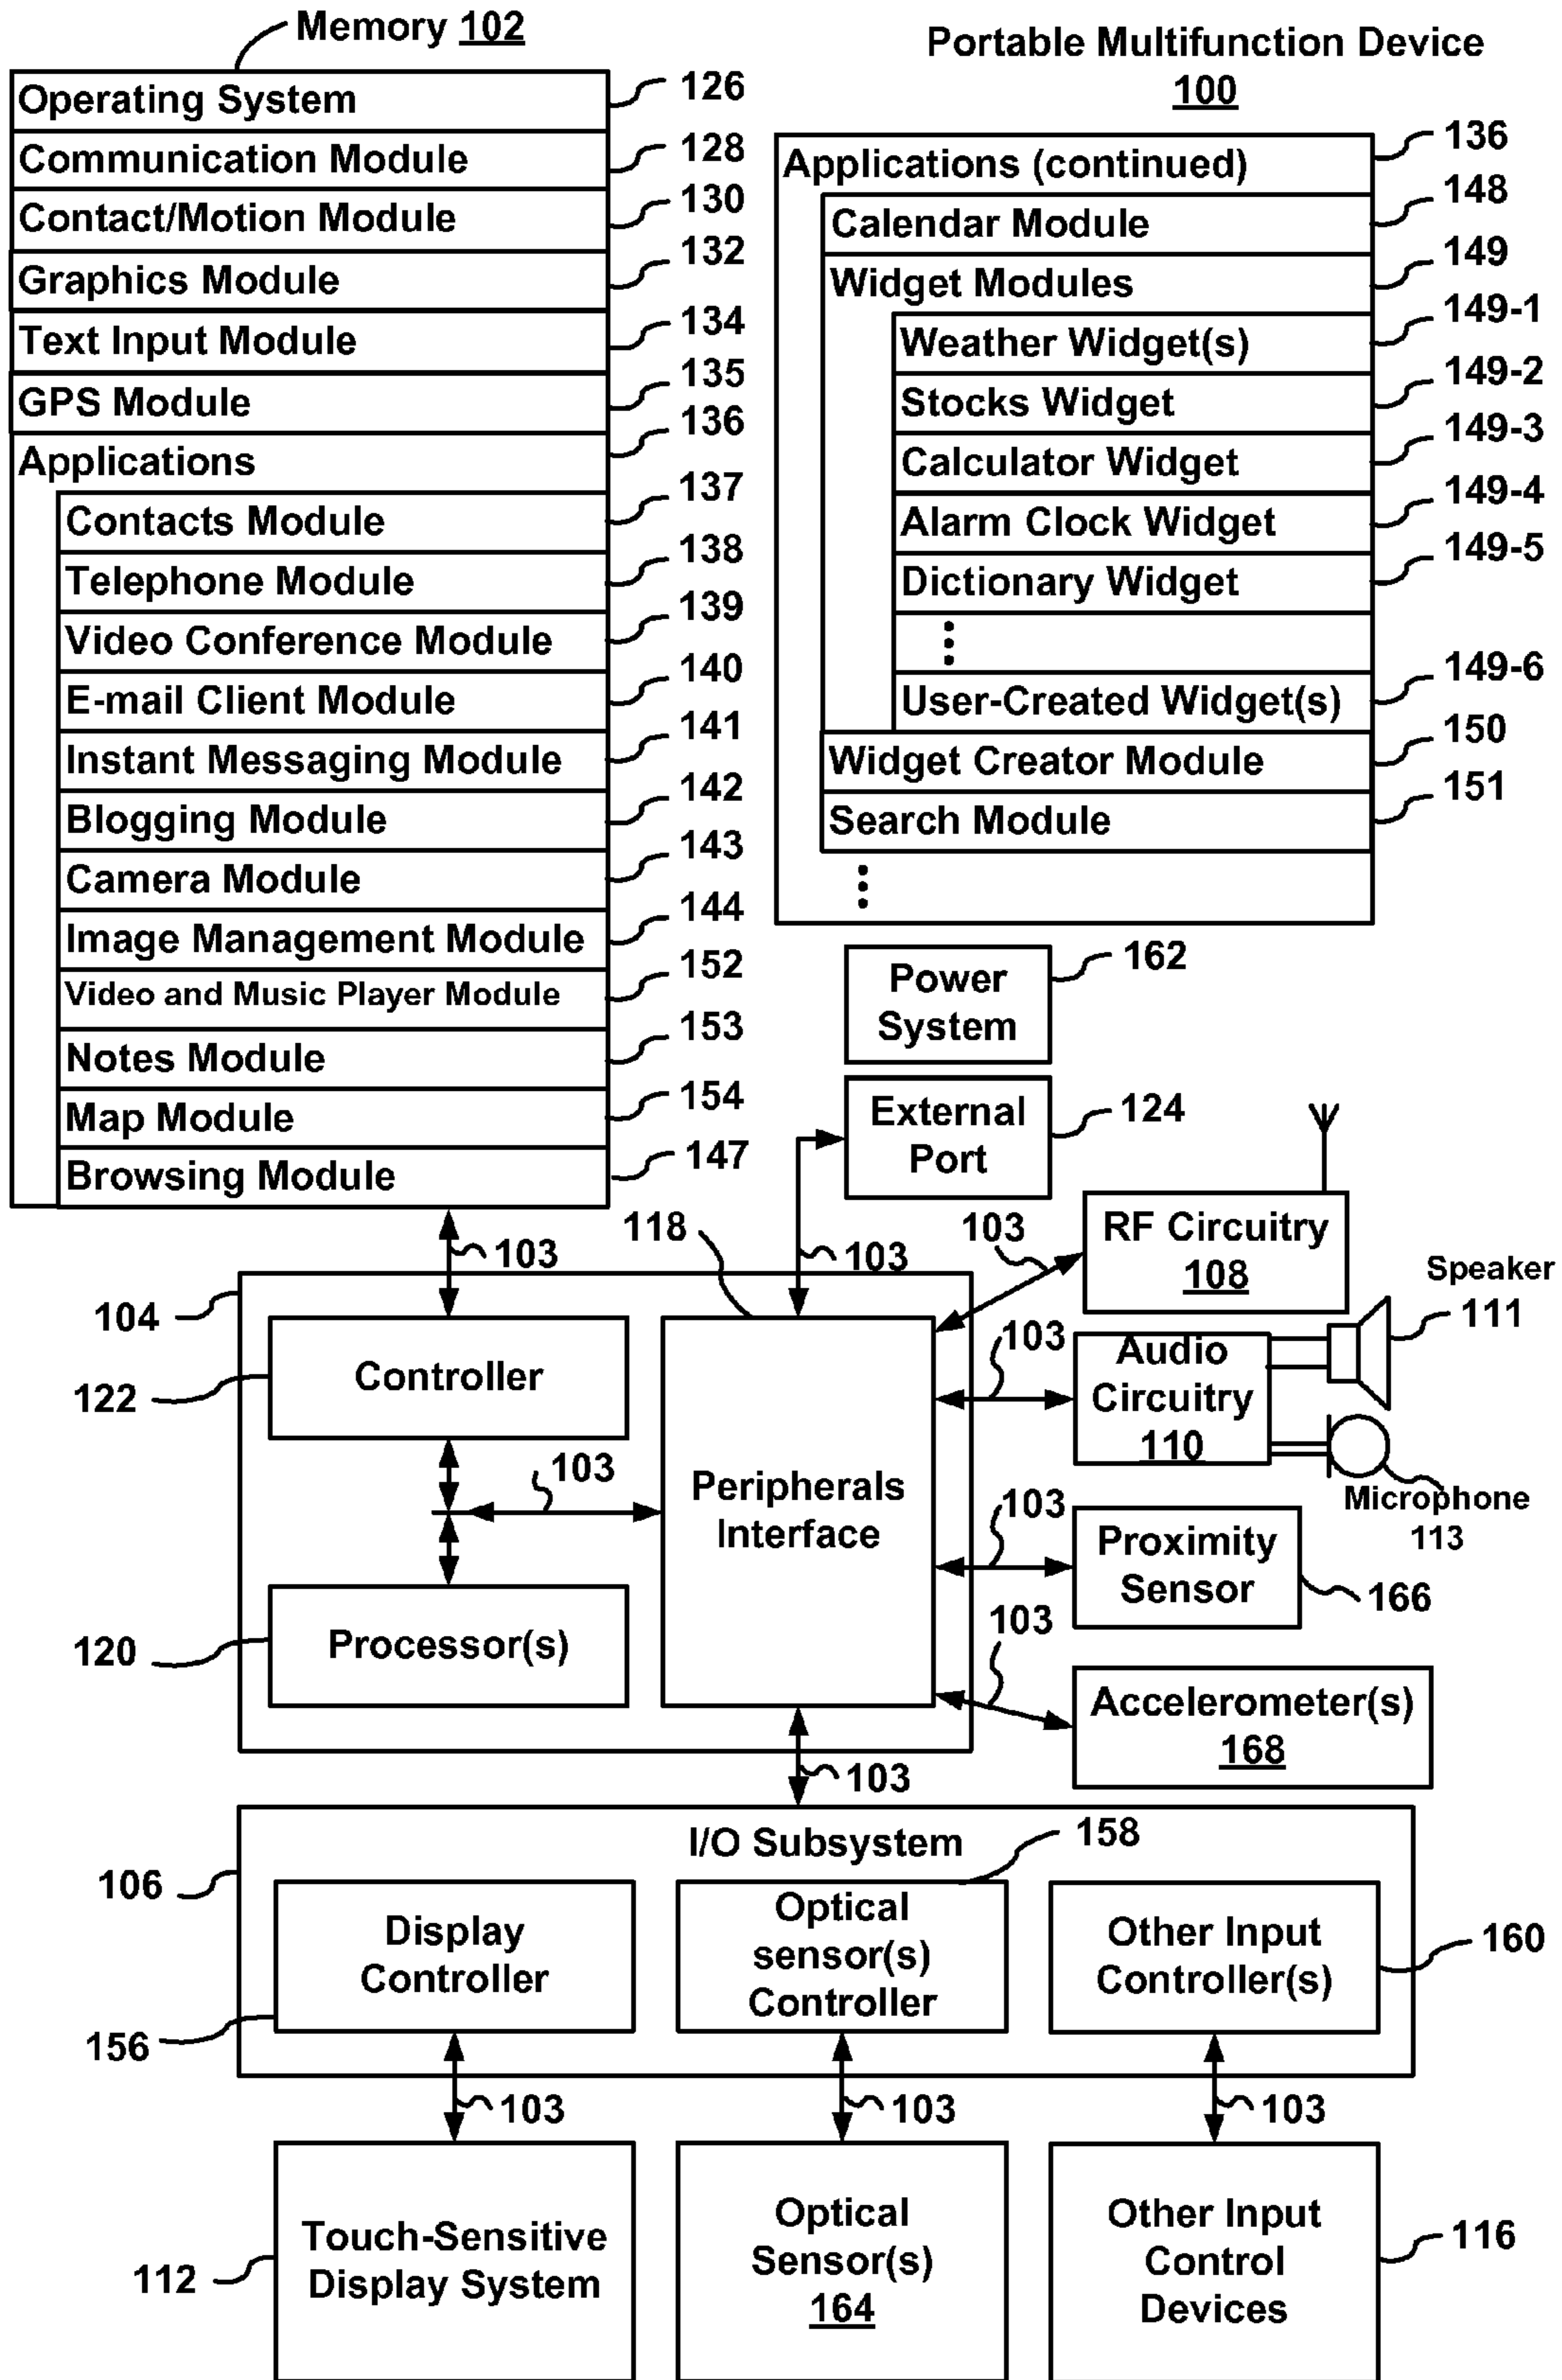 Memory 102
Operating System 126
Communication Module 128
Contact/Motion Module 130
Graphics Module 132
Text Input Module 134
GPS Module 135
Applications 136
Contacts Module 137
Telephone Module 138
Video Conference Module 139
E-mail Client Module 140
Instant Messaging Module 141
Blogging Module 142
Camera Module 143
Image Management Module 144
Video and Music Player Module 152
Notes Module 153
Map Module 154
Browsing Module 147
Portable Multifunction Device
100
Applications (continued) 136
Calendar Module 148
Widget Modules 149
Weather Widget(s) 149-1
Stocks Widget 149-2
Calculator Widget 149-3
Alarm Clock Widget 149-4
Dictionary Widget 149-5
User-Created Widget(s) 149-6
Widget Creator Module 150
Search Module 151
Power
System
162
External
Port
124
103
118
103
103
RF Circuitry
108
Speaker
111
104
Controller
122
103
Audio
Circuitry
110
Microphone
113
103
Peripherals
Interface
103
Proximity
Sensor
166
Processor(s)
120
103
Accelerometer(s)
168
103
I/O Subsystem
106
158
Display
Controller
156
Optical
sensor(s)
Controller
Other Input
Controller(s)
160
103
103
103
Touch-Sensitive
Display System
112
Optical
Sensor(s)
164
Other Input
Control
Devices
116